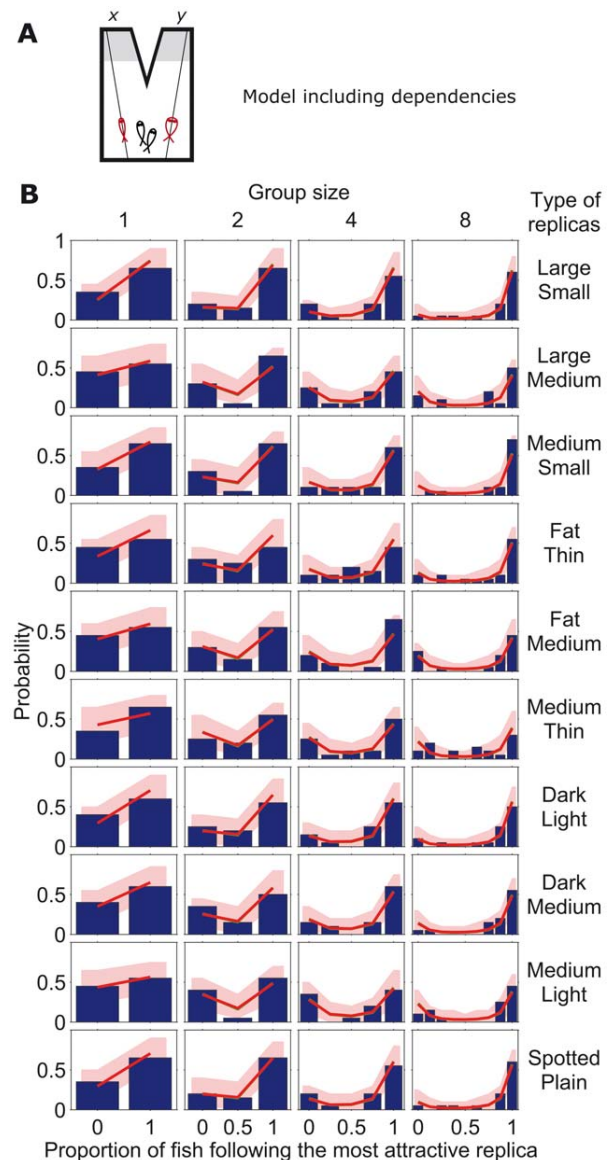 A
x y
Model including dependencies
B
Group size
1 2 4 8
Type of replicas
1
0.5
0
Large
Small
0.5
0
Large
Medium
0.5
0
Medium
Small
0.5
0
Fat
Thin
0.5
0
Fat
Medium
0.5
0
Medium
Thin
0.5
0
Dark
Light
0.5
0
Dark
Medium
0.5
0
Medium
Light
0.5
0
Spotted
Plain
Probability
0 1 0 0.5 1 0 0.5 1 0 0.5 1
Proportion of fish following the most attractive replica